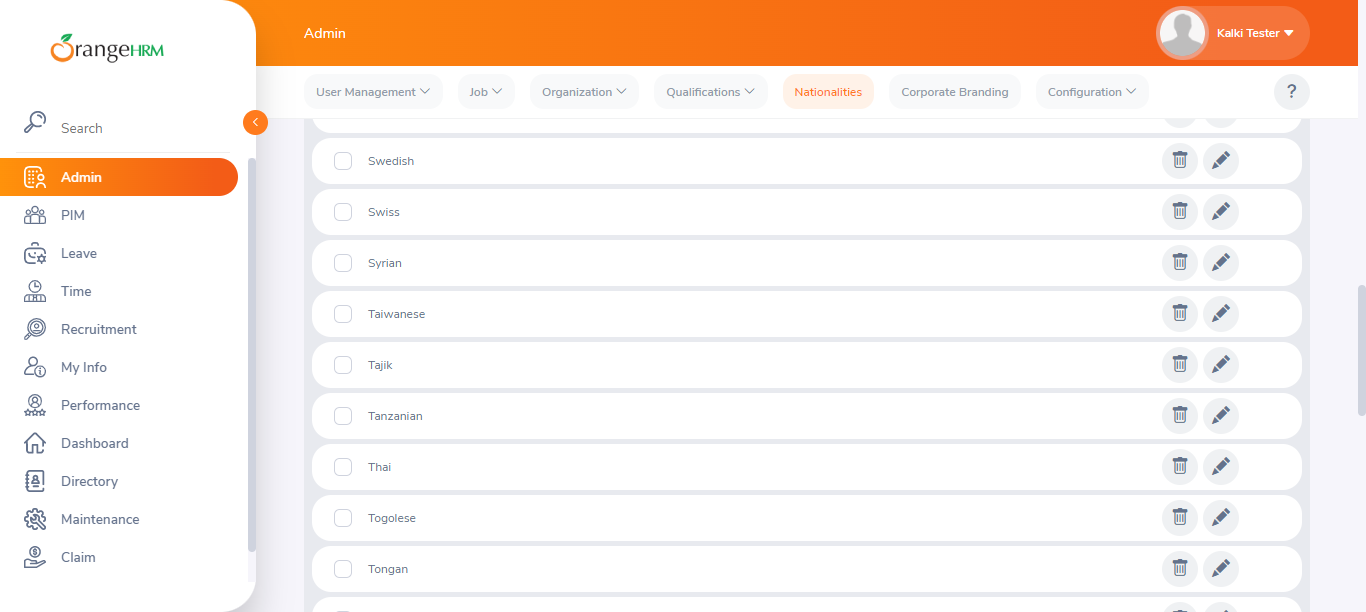 OrangeHRM
Admin
Kalki Tester
User Management
Job
Organization
Qualifications
Nationalities
Corporate Branding
Configuration
?
Search
Admin
PIM
Leave
Time
Recruitment
My Info
Performance
Dashboard
Directory
Maintenance
Claim
Swedish
Swiss
Syrian
Taiwanese
Tajik
Tanzanian
Thai
Togolese
Tongan